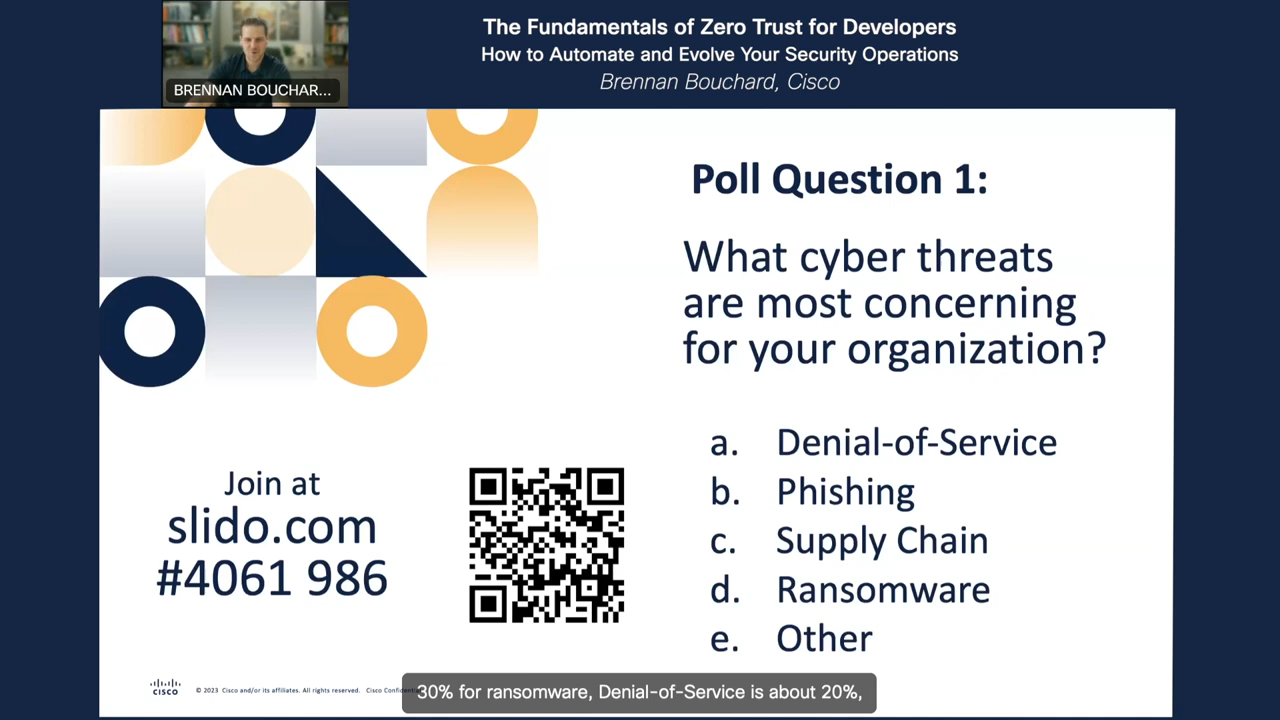 The Fundamentals of Zero Trust for Developers
How to Automate and Evolve Your Security Operations
Brennan Bouchard, Cisco
BRENNAN BOUCHAR...
Poll Question 1:
What cyber threats
are most concerning
for your organization?
a. Denial-of-Service
b. Phishing
c. Supply Chain
d. Ransomware
e. Other
Join at
slido.com
#4061 986
CISCO
© 2023 Cisco and/or its affiliates. All rights reserved. Cisco
30% for ransomware, Denial-of-Service is about 20%,